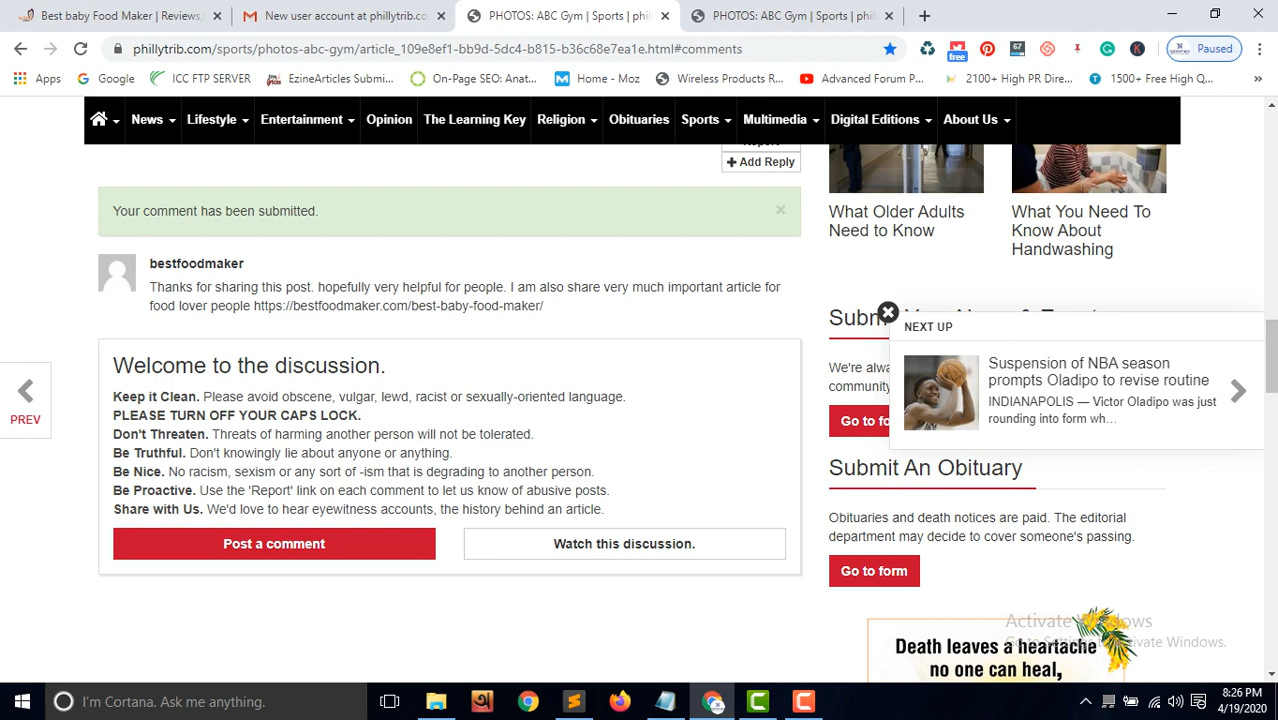 Best baby Food Maker | Reviews,
New user account at phillytrib.com
PHOTOS: ABC Gym | Sports | phill
PHOTOS: ABC Gym | Sports | phill
phillytrib.com/sports/photos-abc-gym/article_109e8ef1-bb9d-5dc4-b815-b36c68e7ea1e.html#comments
free
67
K
Paused
Apps
Google
ICC FTP SERVER
EzineArticles Submi...
On-Page SEO: Anat...
Home - Moz
Wireless Products R...
Advanced Forum P...
2100+ High PR Dire...
1500+ Free High Q...
News
Lifestyle
Entertainment
Opinion
The Learning Key
Religion
Obituaries
Sports
Multimedia
Digital Editions
About Us
Add Reply
Your comment has been submitted.
×
bestfoodmaker
Thanks for sharing this post. hopefully very helpful for people. I am also share very much important article for
food lover people https://bestfoodmaker.com/best-baby-food-maker/
Welcome to the discussion.
Keep it Clean. Please avoid obscene, vulgar, lewd, racist or sexually-oriented language.
PLEASE TURN OFF YOUR CAPS LOCK.
Don't Threaten. Threats of harming another person will not be tolerated.
Be Truthful. Don't knowingly lie about anyone or anything.
Be Nice. No racism, sexism or any sort of -ism that is degrading to another person.
Be Proactive. Use the 'Report' link on each comment to let us know of abusive posts.
Share with Us. We'd love to hear eyewitness accounts, the history behind an article.
Post a comment
Watch this discussion.
PREV
What Older Adults
Need to Know
What You Need To
Know About
Handwashing
NEXT UP
Suspension of NBA season
prompts Oladipo to revise routine
INDIANAPOLIS — Victor Oladipo was just
rounding into form wh...
We're
community
Go to
Submit An Obituary
Obituaries and death notices are paid. The editorial
department may decide to cover someone's passing.
Go to form
Death leaves a heartache
no one can heal,
Activate Windows
Go to Settings to activate Windows.
I'm Cortana. Ask me anything.
8:26 PM
4/19/2020